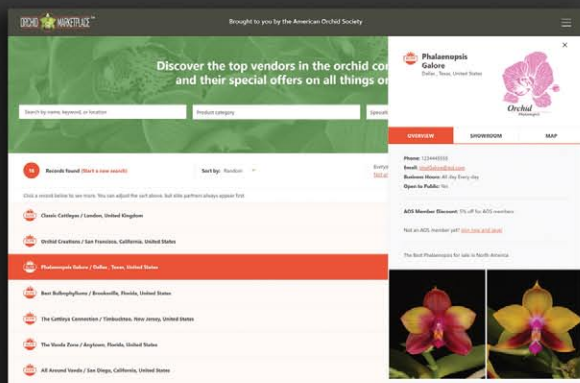 ORCHID MARKETPLACE
Brought to you by the American Orchid Society
Discover the top vendors in the orchid
and their special offers on all things
Search by name, keyword, or location
Product category
Records found (Start a new search)
Sort by: Random
Click a record below to see more. You can adjust the sort above, but elite partners always appear first
Classic Cattleyas / London, United Kingdom
Orchid Creations / San Francisco, California, United States
Phalaenopsis Galore / Dallas, Texas, United States
Best Bulbophyllums / Brooksville, Florida, United States
The Cattleya Connection / Timbuktoo, New Jersey, United States
The Vanda Zone / Anytown, Florida, United States
All Around Vanda / San Diego, California, United States
Phalaenopsis
Galore
Dallas, Texas, United States
Orchid
OVERVIEW
SHOWROOM
MAP
Phone:
Email:
Business Hours: All day Every day
Open to Public: No
AOS Member Discount: 5% off for AOS members
Not an AOS member yet? Join now and save!
The Best Phalaenopsis for sale in North America